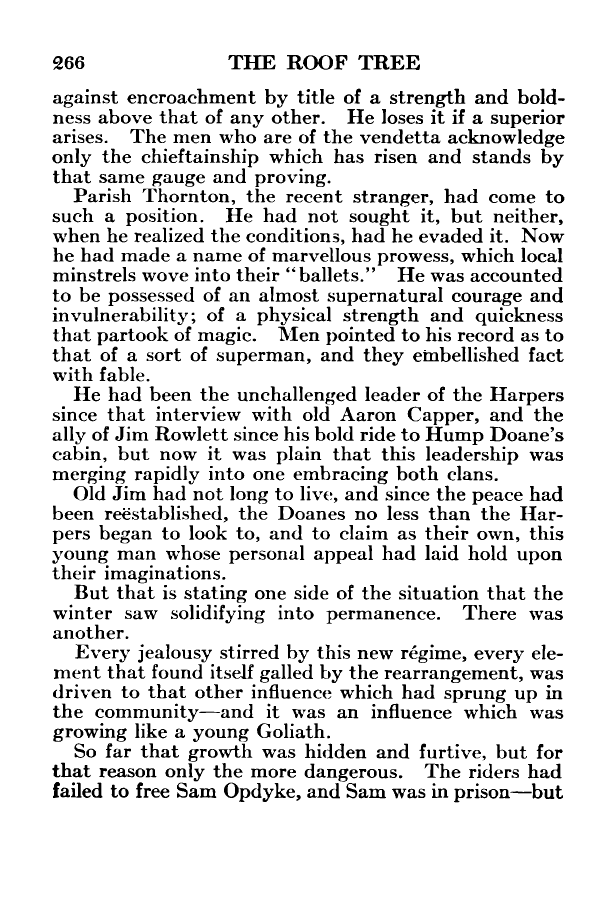 266 THE ROOF TREE
against encroachment by title of a strength and bold-
ness above that of any other. He loses it if a superior
arises. The men who are of the vendetta acknowledge
only the chieftainship which has risen and stands by
that same gauge and proving.
Parish Thornton, the recent stranger, had come to
such a position. He had not sought it, but neither,
when he realized the conditions, had he evaded it. Now
he had made a name of marvellous prowess, which local
minstrels wove into their "ballets." He was accounted
to be possessed of an almost supernatural courage and
invulnerability; of a physical strength and quickness
that partook of magic. Men pointed to his record as to
that of a sort of superman, and they embellished fact
with fable.
He had been the unchallenged leader of the Harpers
since that interview with old Aaron Capper, and the
ally of Jim Rowlett since his bold ride to Hump Doane's
cabin, but now it was plain that this leadership was
merging rapidly into one embracing both clans.
Old Jim had not long to live, and since the peace had
been reëstablished, the Doanes no less than the Har-
pers began to look to, and to claim as their own, this
young man whose personal appeal had laid hold upon
their imaginations.
But that is stating one side of the situation that the
winter saw solidifying into permanence. There was
another.
Every jealousy stirred by this new régime, every ele-
ment that found itself galled by the rearrangement, was
driven to that other influence which had sprung up in
the community—and it was an influence which was
growing like a young Goliath.
So far that growth was hidden and furtive, but for
that reason only the more dangerous. The riders had
failed to free Sam Opdyke, and Sam was in prison—but